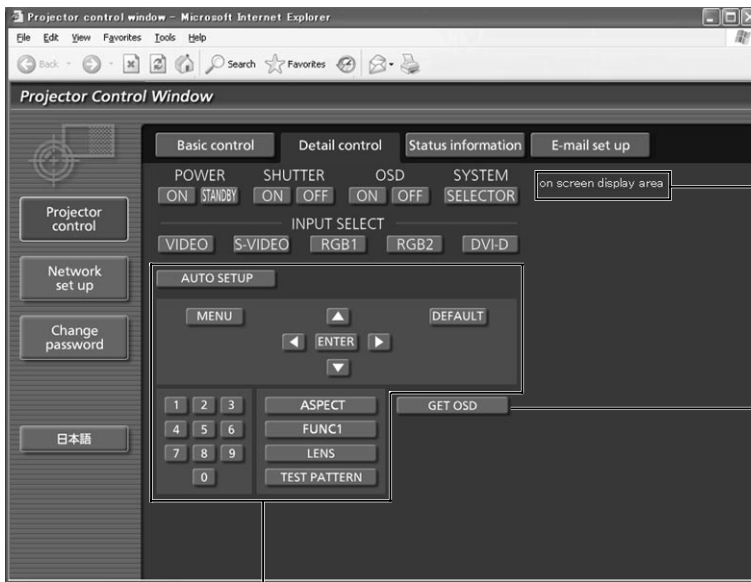 Projector control window - Microsoft Internet Explorer
File Edit View Favorites Tools Help
Back Search Favorites
Projector Control Window
Basic control Detail control Status information E-mail set up
POWER SHUTTER OSD SYSTEM
ON STANDBY ON OFF ON OFF SELECTOR
on screen display area
INPUT SELECT
VIDEO S-VIDEO RGB1 RGB2 DVI-D
Projector
control
Network
set up
Change
password
日本語
AUTO SETUP
MENU DEFAULT
ENTER
1 2 3
4 5 6
7 8 9
0
ASPECT
FUNC1
LENS
TEST PATTERN
GET OSD